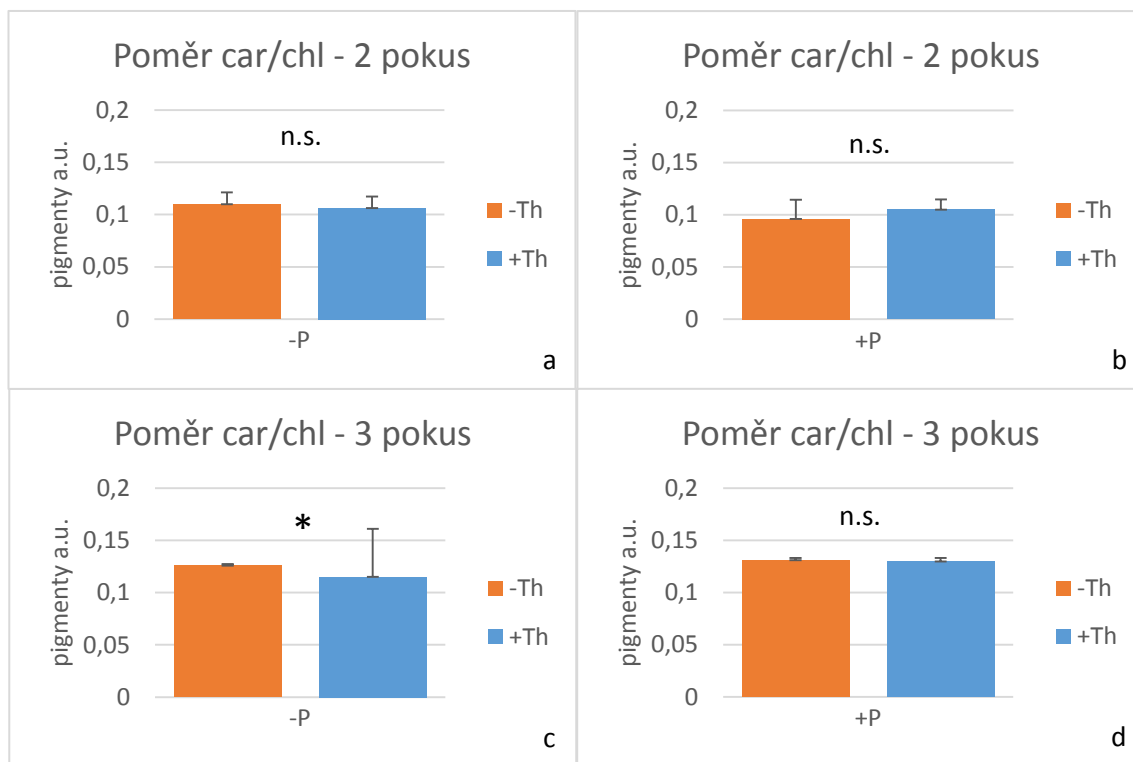 Poměr car/chl - 2 pokus
0,2
n.s.
0,15
0,1
0,05
0
pigmenty a.u.
-Th
+Th
-P
a
Poměr car/chl - 2 pokus
0,2
n.s.
0,15
0,1
0,05
0
pigmenty a.u.
-Th
+Th
+P
b
Poměr car/chl - 3 pokus
0,2
*
0,15
0,1
0,05
0
pigmenty a.u.
-Th
+Th
-P
c
Poměr car/chl - 3 pokus
0,2
n.s.
0,15
0,1
0,05
0
pigmenty a.u.
-Th
+Th
+P
d